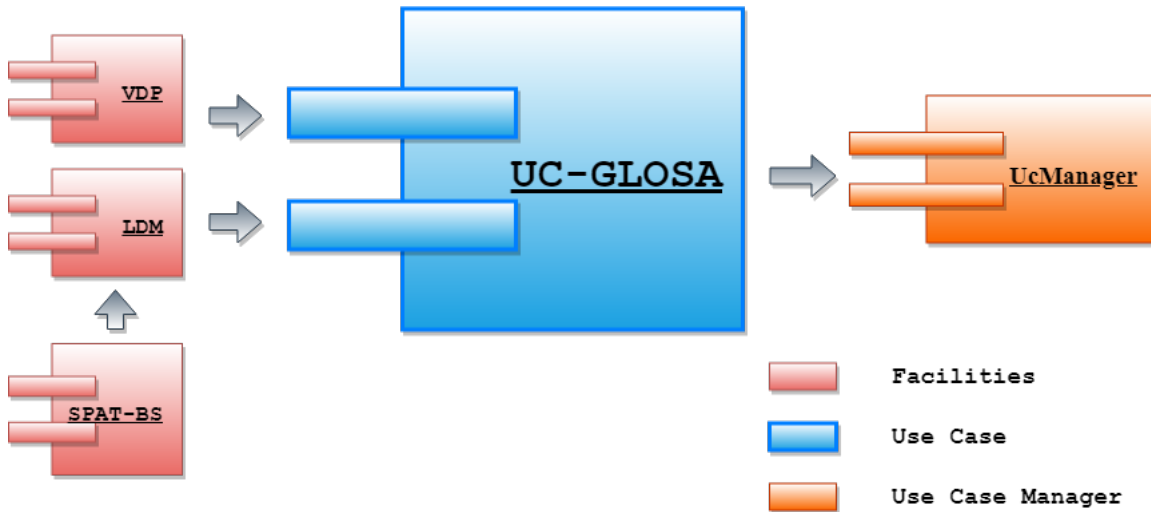 VDP
UC-GLOSA
UcManager
LDM
SPAT-BS
Facilities
Use Case
Use Case Manager